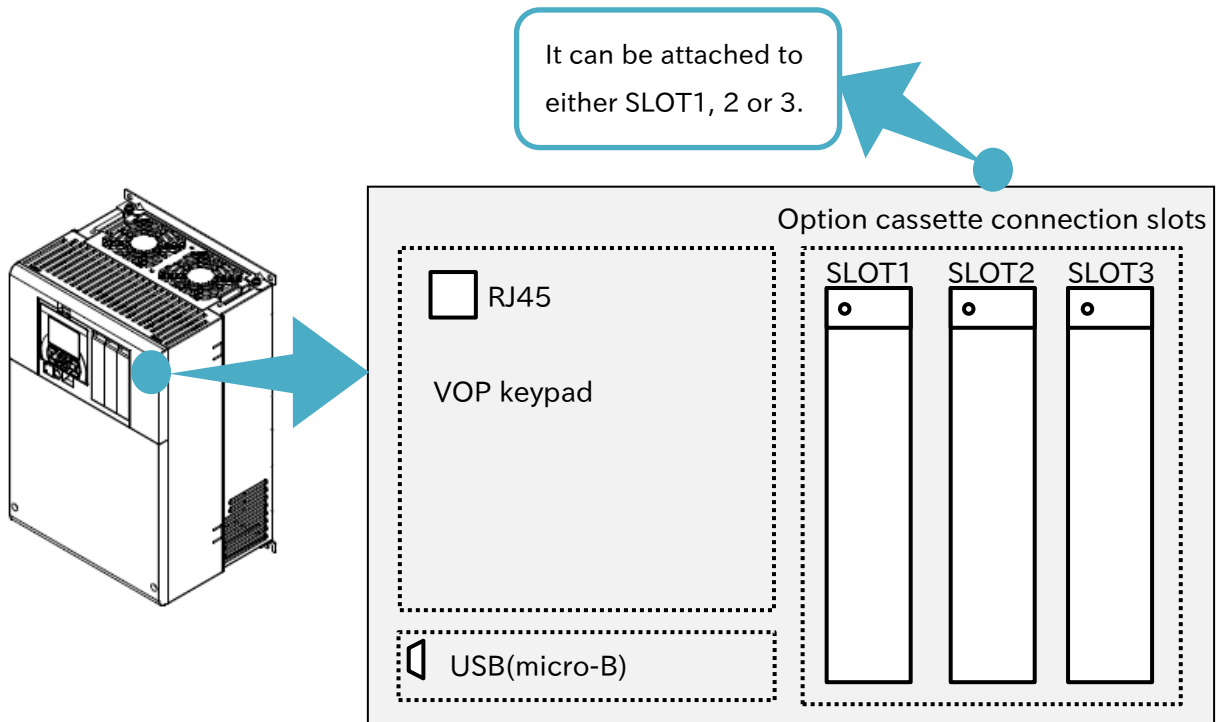 It can be attached to
either SLOT1, 2 or 3.
Option cassette connection slots
SLOT1 SLOT2 SLOT3
RJ45
VOP keypad
USB(micro-B)